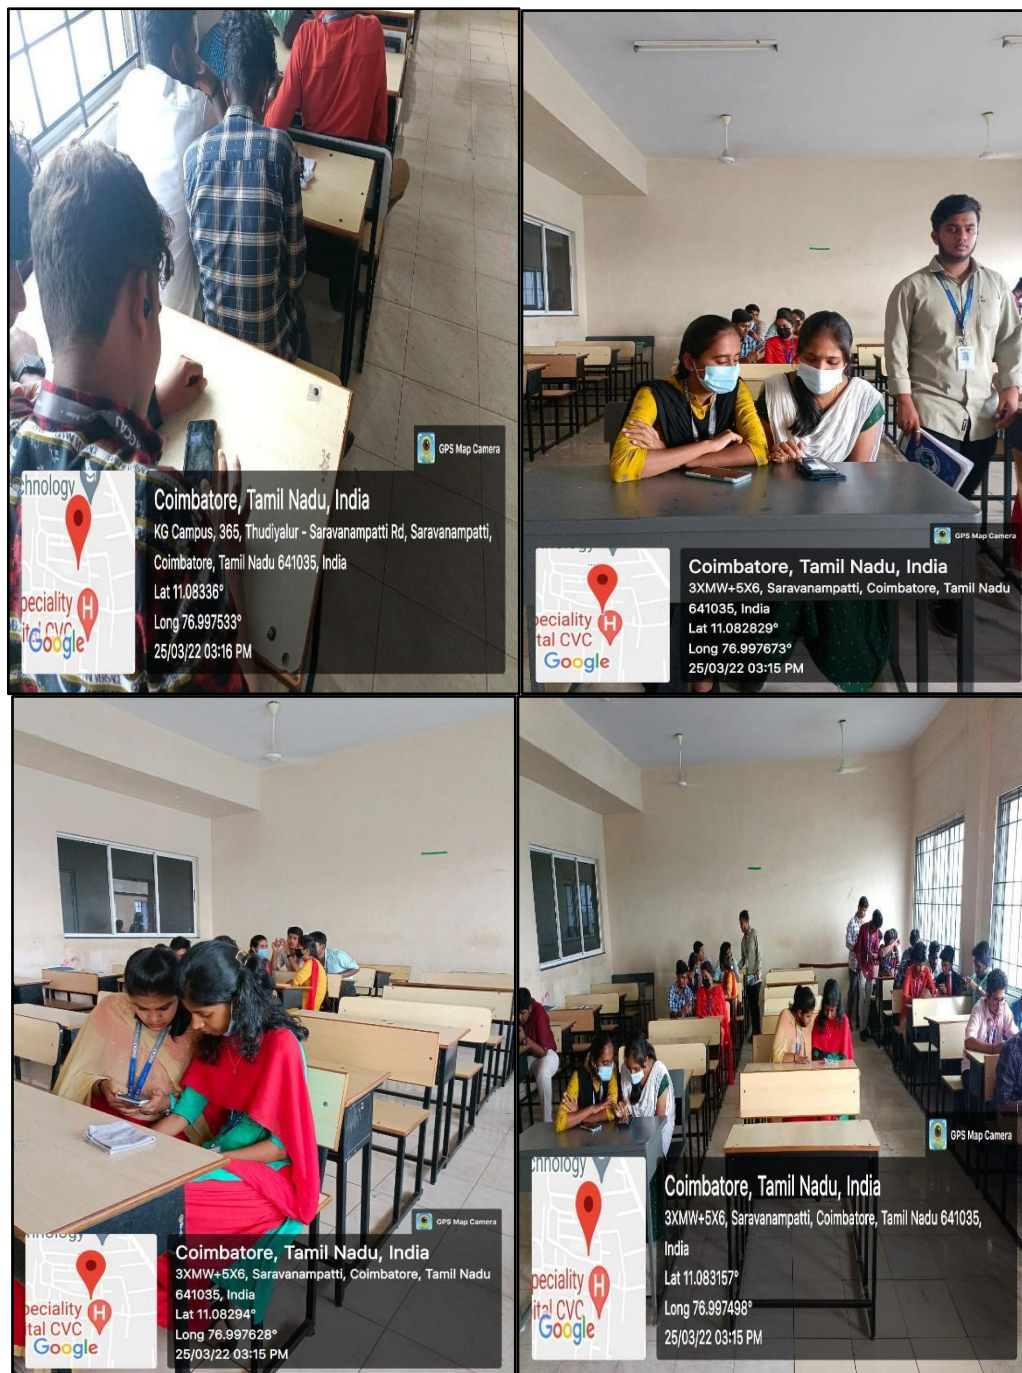 GPS Map Camera
chnology
Coimbatore, Tamil Nadu, India
KG Campus, 365, Thudiyalur - Saravanampatti Rd, Saravanampatti,
Coimbatore, Tamil Nadu 641035, India
Lat 11.08336°
Long 76.997533°
25/03/22 03:16 PM
peciality
ital CVC
H
Google
GPS Map Camera
Coimbatore, Tamil Nadu, India
3XMW+5X6, Saravanampatti, Coimbatore, Tamil Nadu
641035, India
Lat 11.082829°
Long 76.997673°
25/03/22 03:15 PM
peciality
tal CVC
H
Google
GPS Map Camera
Coimbatore, Tamil Nadu, India
3XMW+5X6, Saravanampatti, Coimbatore, Tamil Nadu
641035, India
Lat 11.08294°
Long 76.997628°
25/03/22 03:15 PM
peciality
ital CVC
H
Google
GPS Map Camera
chnology
Coimbatore, Tamil Nadu, India
3XMW+5X6, Saravanampatti, Coimbatore, Tamil Nadu 641035,
India
Lat 11.083157°
Long 76.997498°
25/03/22 03:15 PM
peciality
ital CVC
H
Google